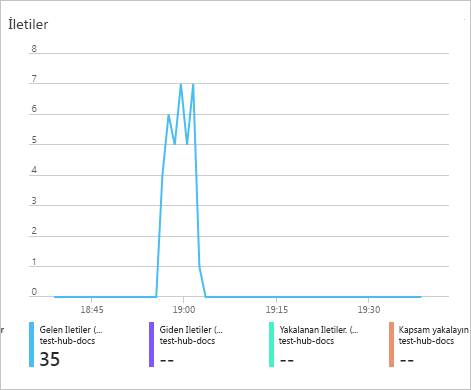 İletiler
8
7
6
5
4
3
2
1
0
18:45 19:00 19:15 19:30
Gelen İletiler (... Giden İletiler (... Yakalanan İletiler. (... Kapsam yakalayın
test-hub-docs test-hub-docs test-hub-docs test-hub-docs
35 -- -- --